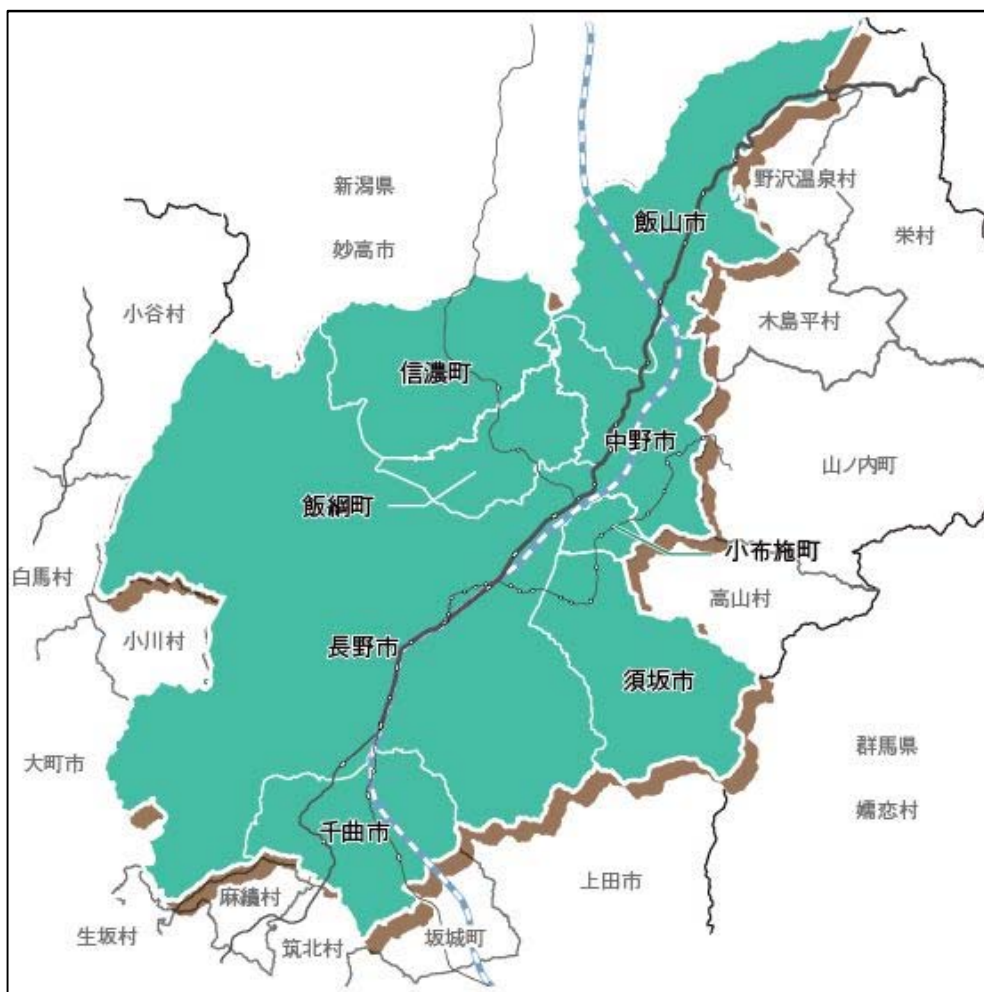 新潟県
妙高市
野沢温泉村
飯山市
栄村
小谷村
木島平村
信濃町
中野市
山ノ内町
飯綱町
小布施町
白馬村
高山村
小川村
長野市
須坂市
大町市
群馬県
嬬恋村
千曲市
上田市
麻績村
生坂村
筑北村
坂城町